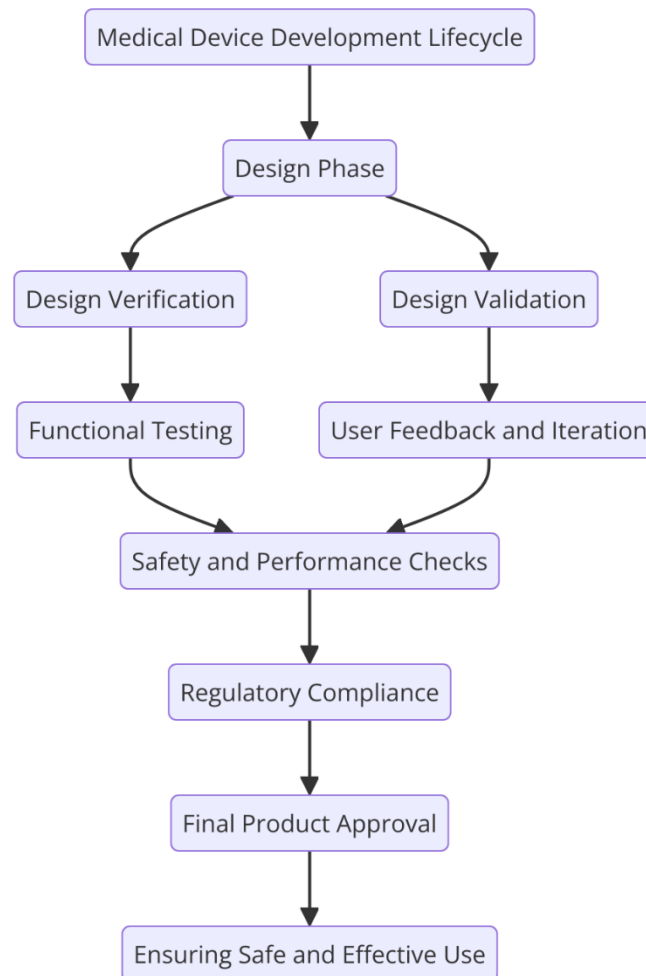 Medical Device Development Lifecycle
Design Phase
Design Verification
Design Validation
Functional Testing
User Feedback and Iteration
Safety and Performance Checks
Regulatory Compliance
Final Product Approval
Ensuring Safe and Effective Use